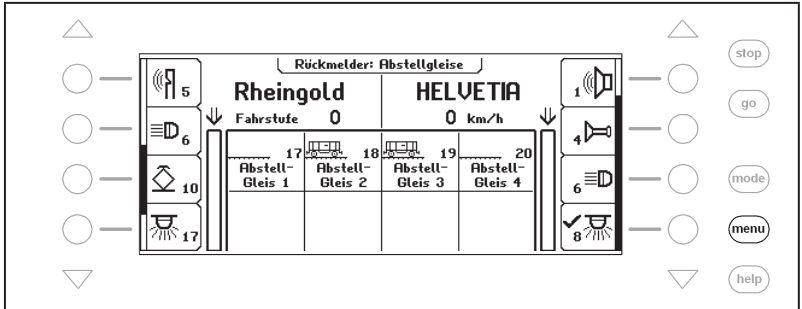 Rückmelder: Abstellgleise
Rheingold
HELVETIA
Fahrstufe 0
0 km/h
5
6
10
17
17
18
19
20
Abstell-
Gleis 1
Abstell-
Gleis 2
Abstell-
Gleis 3
Abstell-
Gleis 4
1
4
6
8
stop
go
mode
menu
help